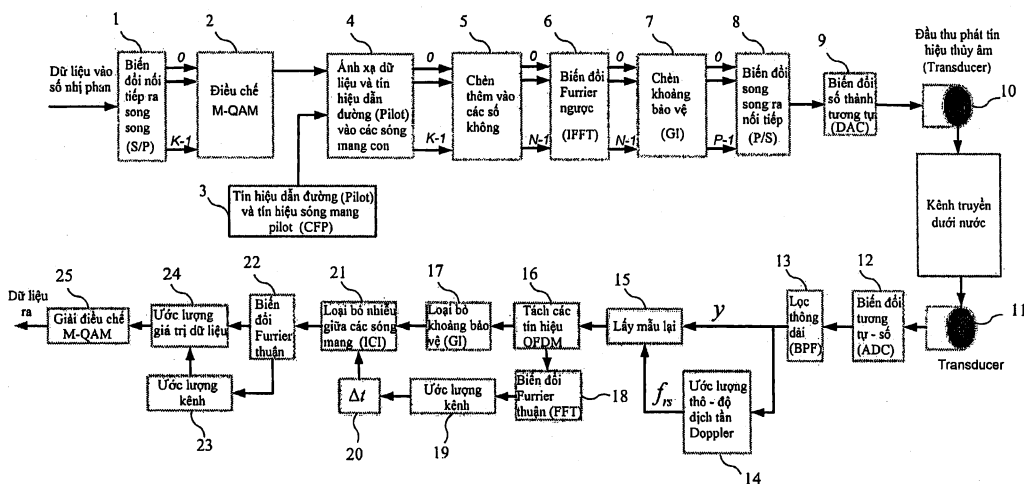 1
2
4
5
6
7
8
9
Dữ liệu vào
số nhị phan
Biến
đổi nối
tiếp ra
song
song
(S/P)
0
K-1
Điều chế
M-QAM
Ánh xạ dữ
liệu và tín
hiệu dẫn
đường (Pilot)
vào các sóng
mang con
0
K-1
Chèn
thêm vào
các số
không
0
N-1
Biến đổi
Furrier
ngược
(IFFT)
0
N-1
Chèn
khoảng
bảo vệ
(GI)
0
P-1
Biến đổi
song
song ra
nối tiếp
(P/S)
Biến đổi
số thành
tương tự
(DAC)
Đầu thu phát tín
hiệu thủy âm
(Transducer)
10
3
Tín hiệu dẫn đường (Pilot)
và tín hiệu sóng mang
pilot (CFP)
Kênh truyền
dưới nước
25
24
22
21
17
16
15
13
12
11
Dữ liệu
ra
Giải điều chế
M-QAM
Ước lượng
giá trị dữ liệu
Biến
đổi
Furrier
thuận
Loại bỏ nhiễu
giữa các sóng
mang (ICI)
Loại bỏ
khoảng bảo
vệ (GI)
Tách các
tín hiệu
OFDM
Lấy mẫu lại
y
Lọc
thông
dải
(BPF)
Biến đổi
tương
tự - số
(ADC)
Transducer
Ước lượng
kênh
23
Δt
20
Ước lượng
kênh
19
Biến đổi
Furrier
thuận (FFT)
18
frs
Ước lượng
thô - độ
dịch tần
Doppler
14